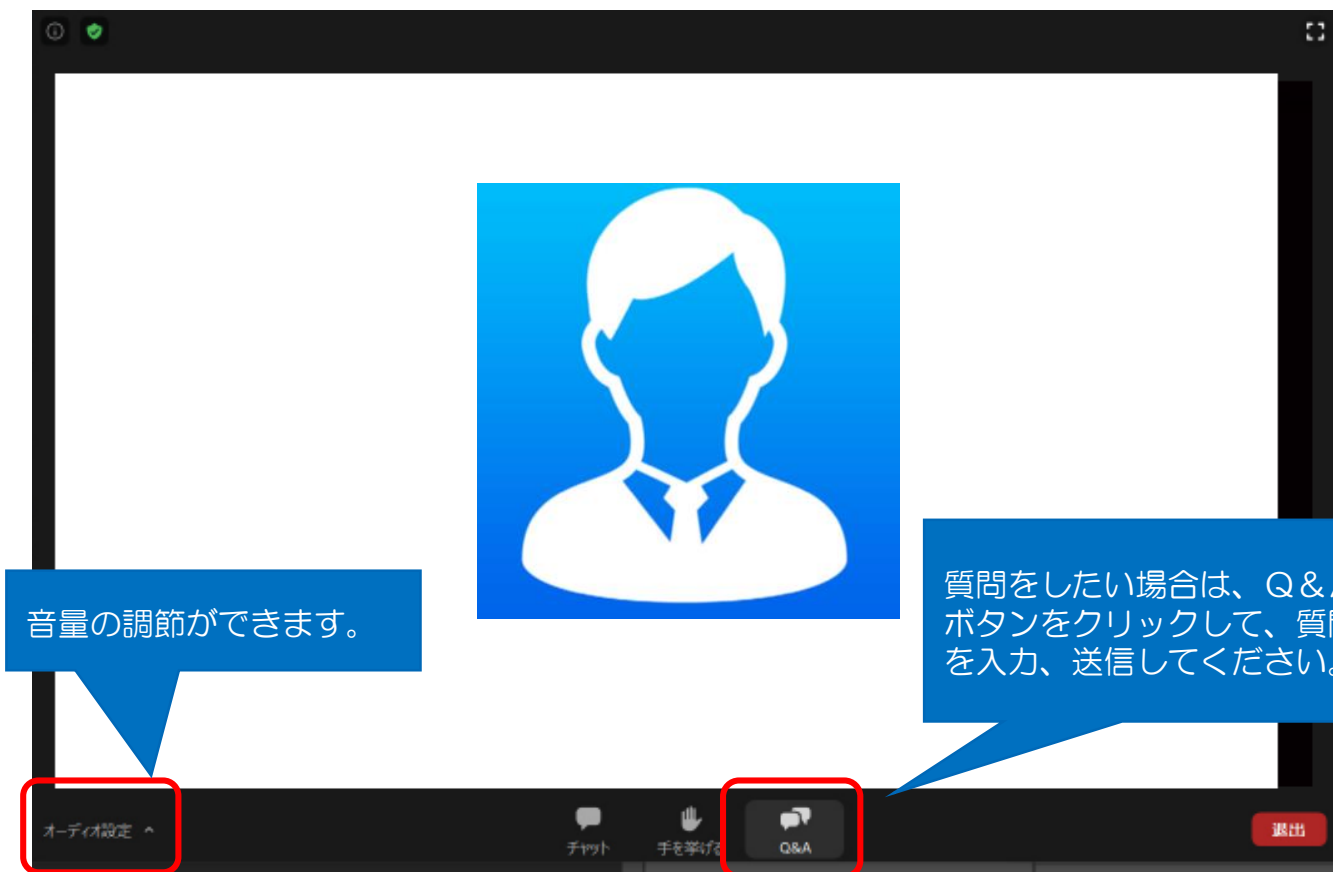 音量の調節ができます。
質問をしたい場合は、Q&
ボタンをクリックして、質
を入力、送信してください。
オーディオ設定
チャット
手を挙げる
Q&A
退出